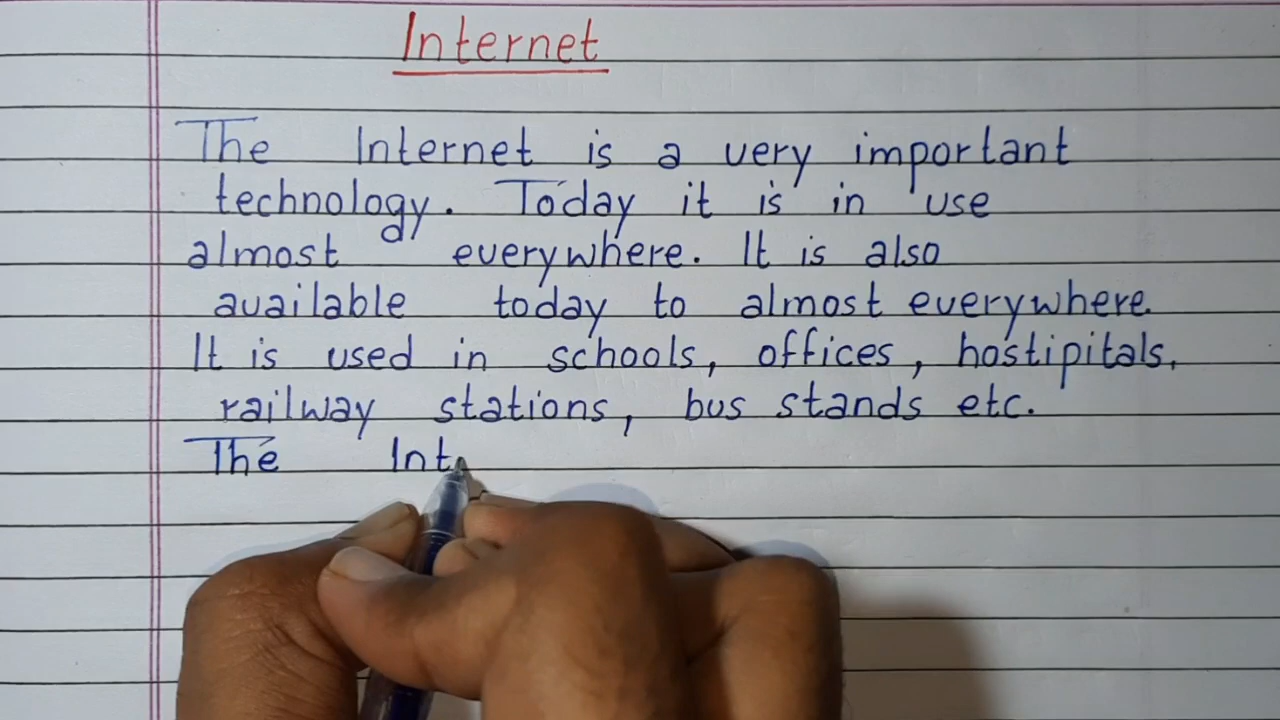 Internet
The Internet is a very important
technology. Today it is in use
almost everywhere. It is also
available today to almost everywhere.
It is used in schools, offices, hostipitals,
railway stations, bus stands etc.
The Int